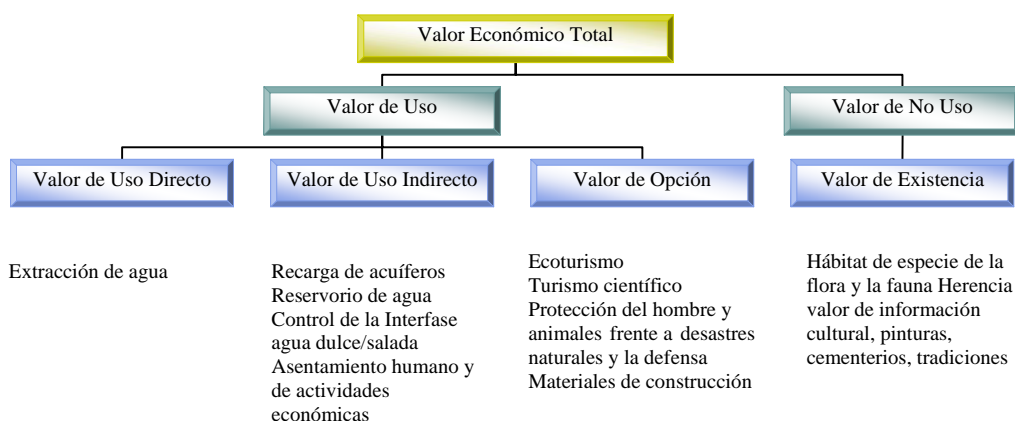 Valor Económico Total
Valor de Uso
Valor de No Uso
Valor de Uso Directo
Valor de Uso Indirecto
Valor de Opción
Valor de Existencia
Extracción de agua
Recarga de acuíferos
Reservorio de agua
Control de la Interfase
agua dulce/salada
Asentamiento humano y
de actividades
económicas
Ecoturismo
Turismo científico
Protección del hombre y
animales frente a desastres
naturales y la defensa
Materiales de construcción
Hábitat de especie de la
flora y la fauna Herencia
valor de información
cultural, pinturas,
cementerios, tradiciones